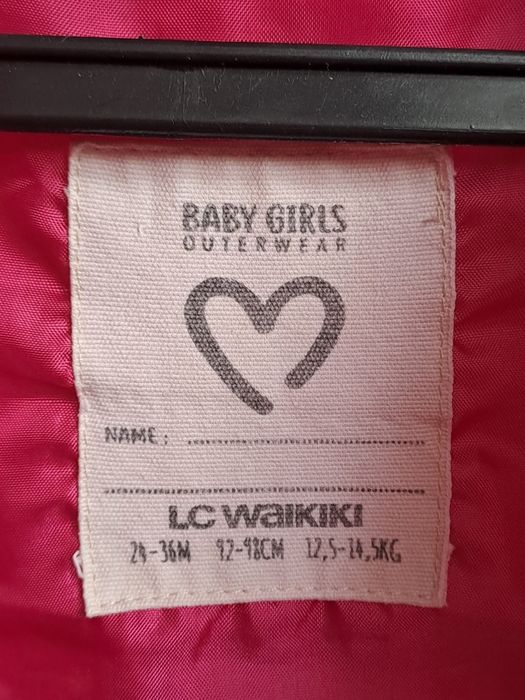 BABY GIRLS
OUTERWEAR
NAME:
LC WAIKIKI
24-36M 92-98CM 12,5-14,5KG